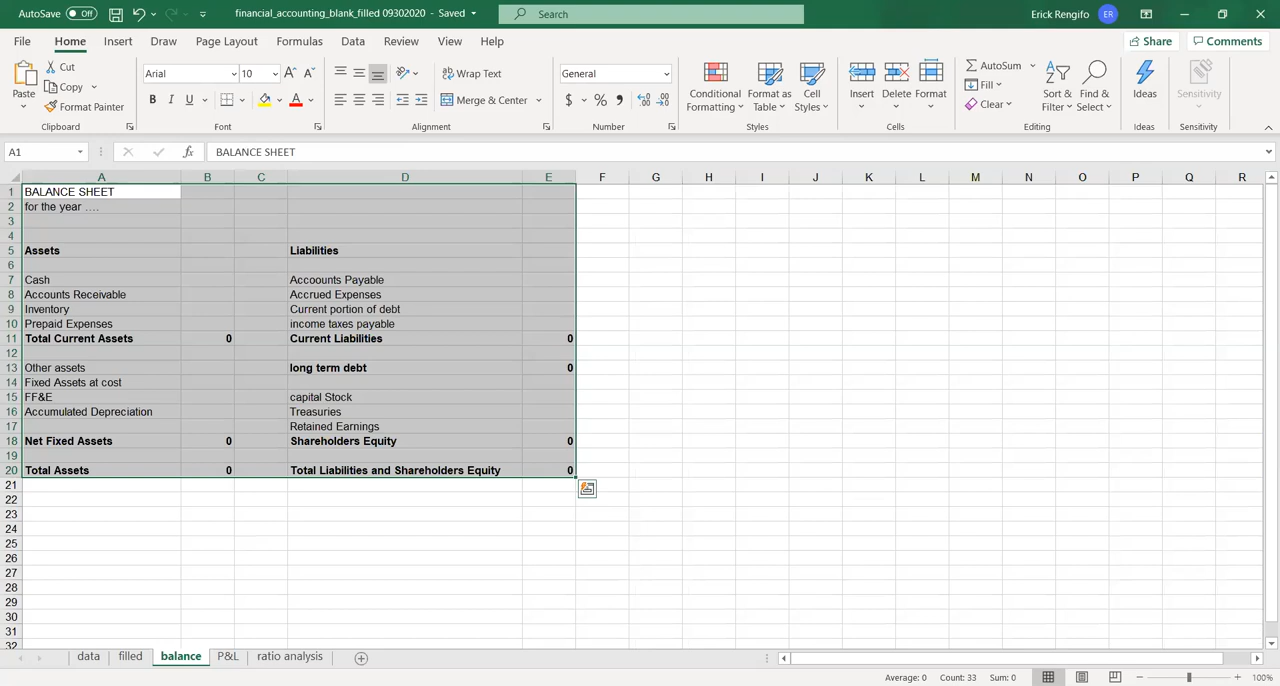 AutoSave Off financial_accounting_blank_filled 09302020 - Saved Search Erick Rengifo ER
File Home Insert Draw Page Layout Formulas Data Review View Help Share Comments
Paste Cut Copy Format Painter Clipboard
Arial 10 B I U Font
Wrap Text Merge & Center Alignment
General $ % Number
Conditional Formatting Format as Table Cell Styles Styles
Insert Delete Format Cells
AutoSum Fill Clear Sort & Filter Find & Select Editing
Ideas Ideas
Sensitivity Sensitivity
A1 fx BALANCE SHEET
A B C D E F G H I J K L M N O P Q R
1 BALANCE SHEET
2 for the year ....
3
4
5 Assets Liabilities
6
7 Cash Accoounts Payable
8 Accounts Receivable Accrued Expenses
9 Inventory Current portion of debt
10 Prepaid Expenses income taxes payable
11 Total Current Assets 0 Current Liabilities 0
12
13 Other assets long term debt 0
14 Fixed Assets at cost
15 FF&E capital Stock
16 Accumulated Depreciation Treasuries
17 Retained Earnings
18 Net Fixed Assets 0 Shareholders Equity 0
19
20 Total Assets 0 Total Liabilities and Shareholders Equity 0
21
22
23
24
25
26
27
28
29
30
31
32
data filled balance P&L ratio analysis
Average: 0 Count: 33 Sum: 0 100%